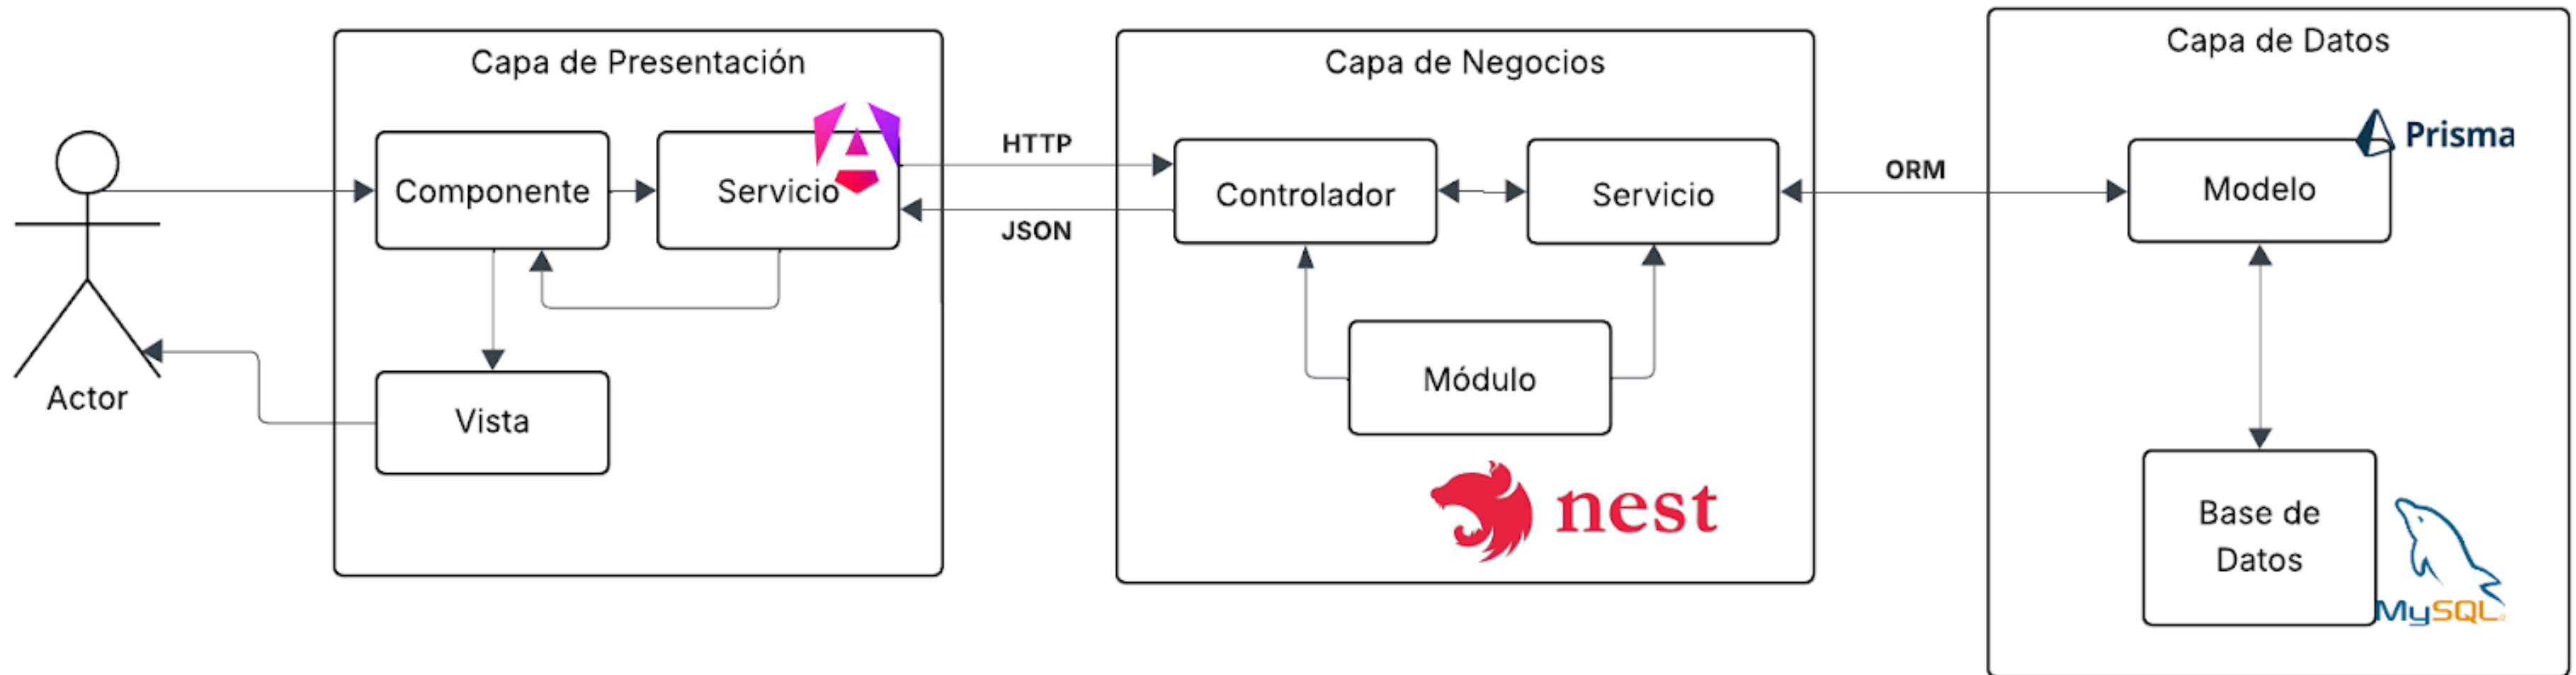 Capa de Presentación
Capa de Negocios
Capa de Datos
Actor
Componente
Servicio
Vista
HTTP
JSON
Controlador
Servicio
Módulo
nest
ORM
Modelo
Prisma
Base de
Datos
MySQL